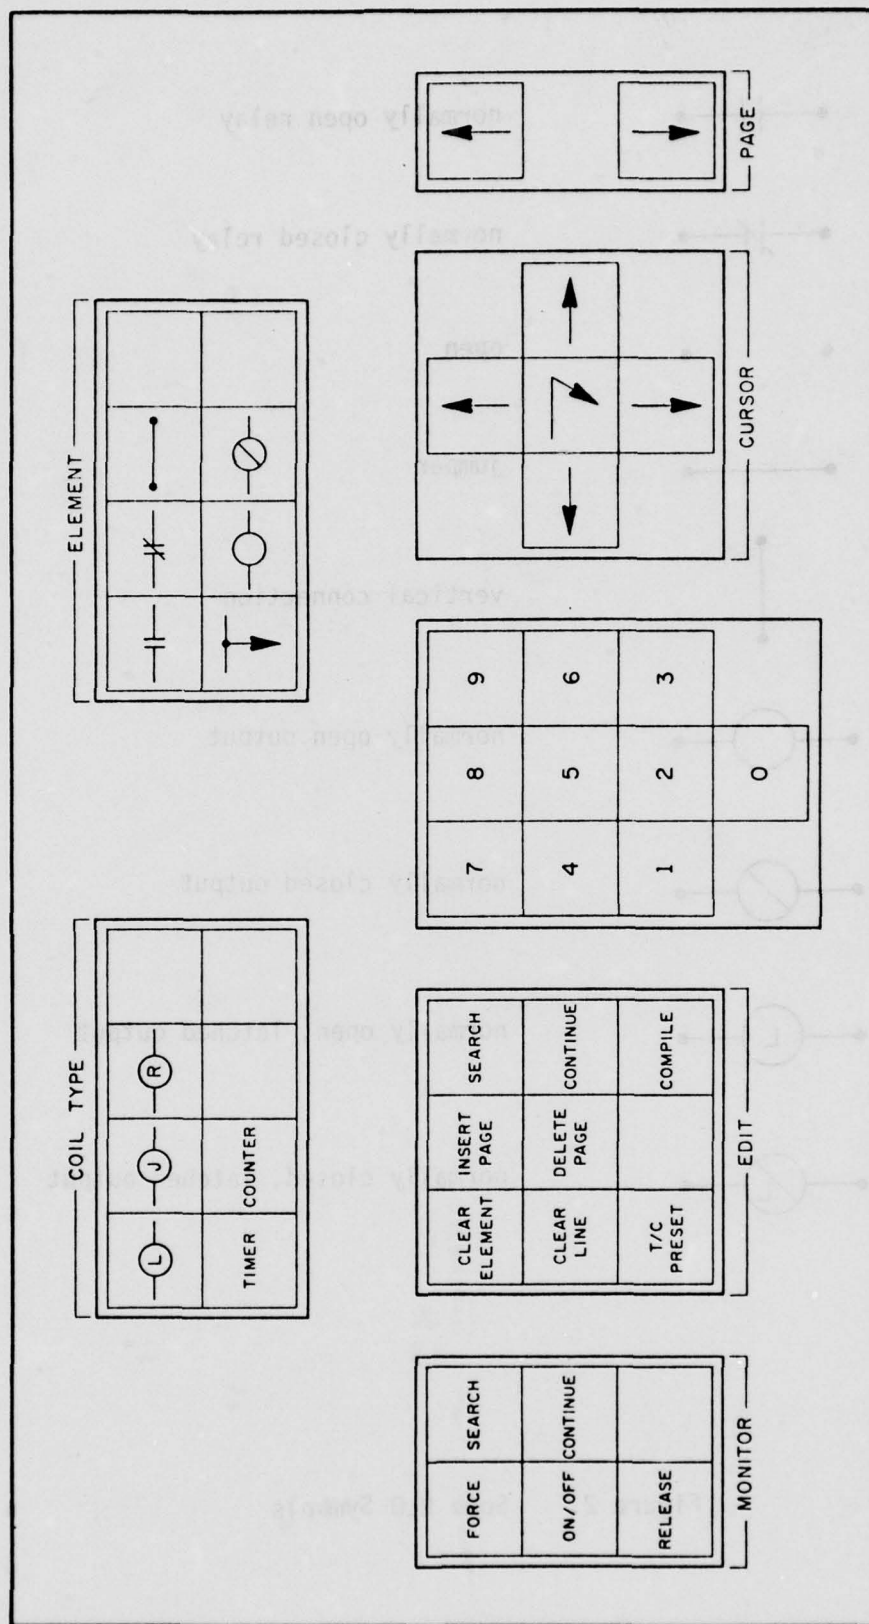 COIL TYPE
L J R
TIMER COUNTER
ELEMENT
FORCE SEARCH
ON/OFF CONTINUE
RELEASE
MONITOR
CLEAR ELEMENT INSERT PAGE SEARCH
CLEAR LINE DELETE PAGE CONTINUE
T/C PRESET COMPILE
EDIT
7 8 9
4 5 6
1 2 3
0
CURSOR
PAGE
normally open relay
normally closed relay
open
jumper
vertical connection
normally open output
normally closed output
L
normally open, latched output
normally closed, latched output
Figure 2. Symbols